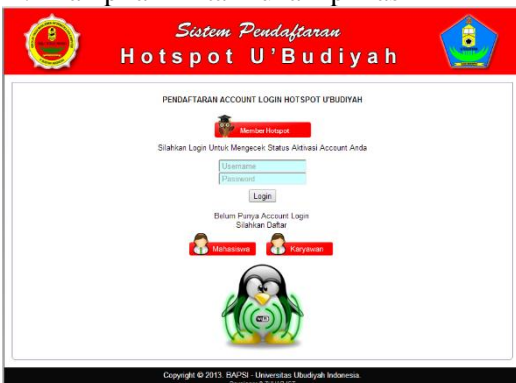 Sistem Pendaftaran
Hotspot U'Budiyah
PENDAFTARAN ACCOUNT LOGIN HOTSPOT U'BUDIYAH
Member Hotspot
Silahkan Login Untuk Mengecek Status Aktivasi Account Anda
Username
Password
Login
Belum Punya Account Login
Silahkan Daftar
Mahasiswa
Karyawan
Copyright © 2013. BAPSI - Universitas Ubudiyah Indonesia.